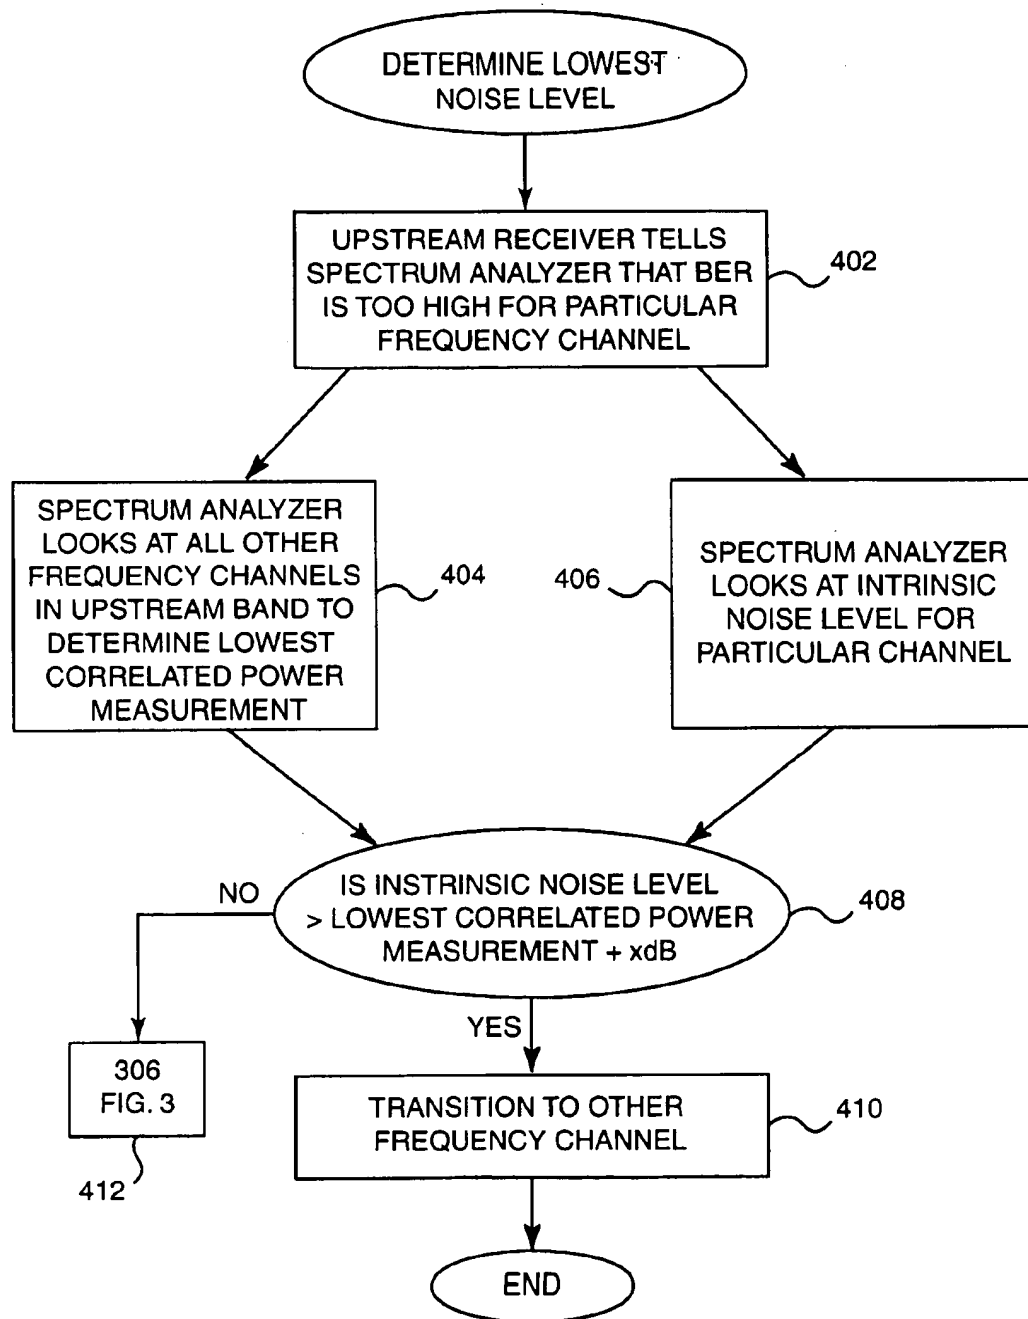 DETERMINE LOWEST
NOISE LEVEL
UPSTREAM RECEIVER TELLS
SPECTRUM ANALYZER THAT BER
IS TOO HIGH FOR PARTICULAR
FREQUENCY CHANNEL
402
SPECTRUM ANALYZER
LOOKS AT ALL OTHER
FREQUENCY CHANNELS
IN UPSTREAM BAND TO
DETERMINE LOWEST
CORRELATED POWER
MEASUREMENT
404
406
SPECTRUM ANALYZER
LOOKS AT INTRINSIC
NOISE LEVEL FOR
PARTICULAR CHANNEL
IS INSTRINSIC NOISE LEVEL
> LOWEST CORRELATED POWER
MEASUREMENT + xdB
408
NO
YES
306
FIG. 3
412
TRANSITION TO OTHER
FREQUENCY CHANNEL
410
END